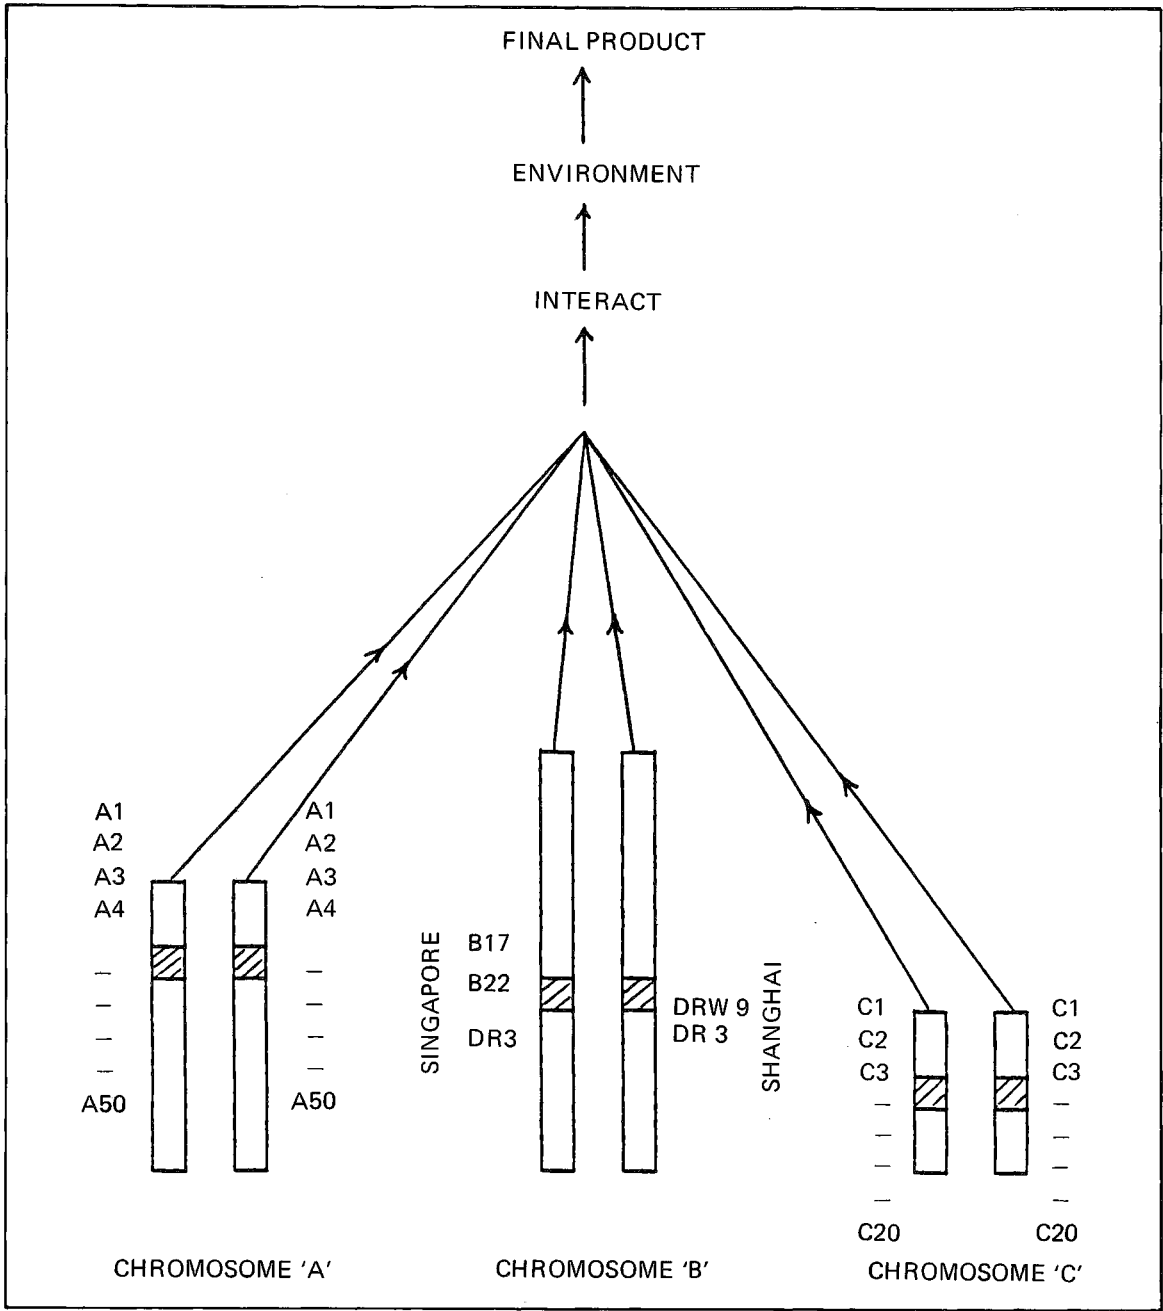 FINAL PRODUCT
ENVIRONMENT
INTERACT
A1
A2
A3
A4
–
–
–
–
A50
A1
A2
A3
A4
–
–
–
–
A50
CHROMOSOME 'A'
SINGAPORE
B17
B22
DR3
DRW 9
DR 3
SHANGHAI
CHROMOSOME 'B'
C1
C2
C3
–
–
–
–
C20
C1
C2
C3
–
–
–
–
C20
CHROMOSOME 'C'